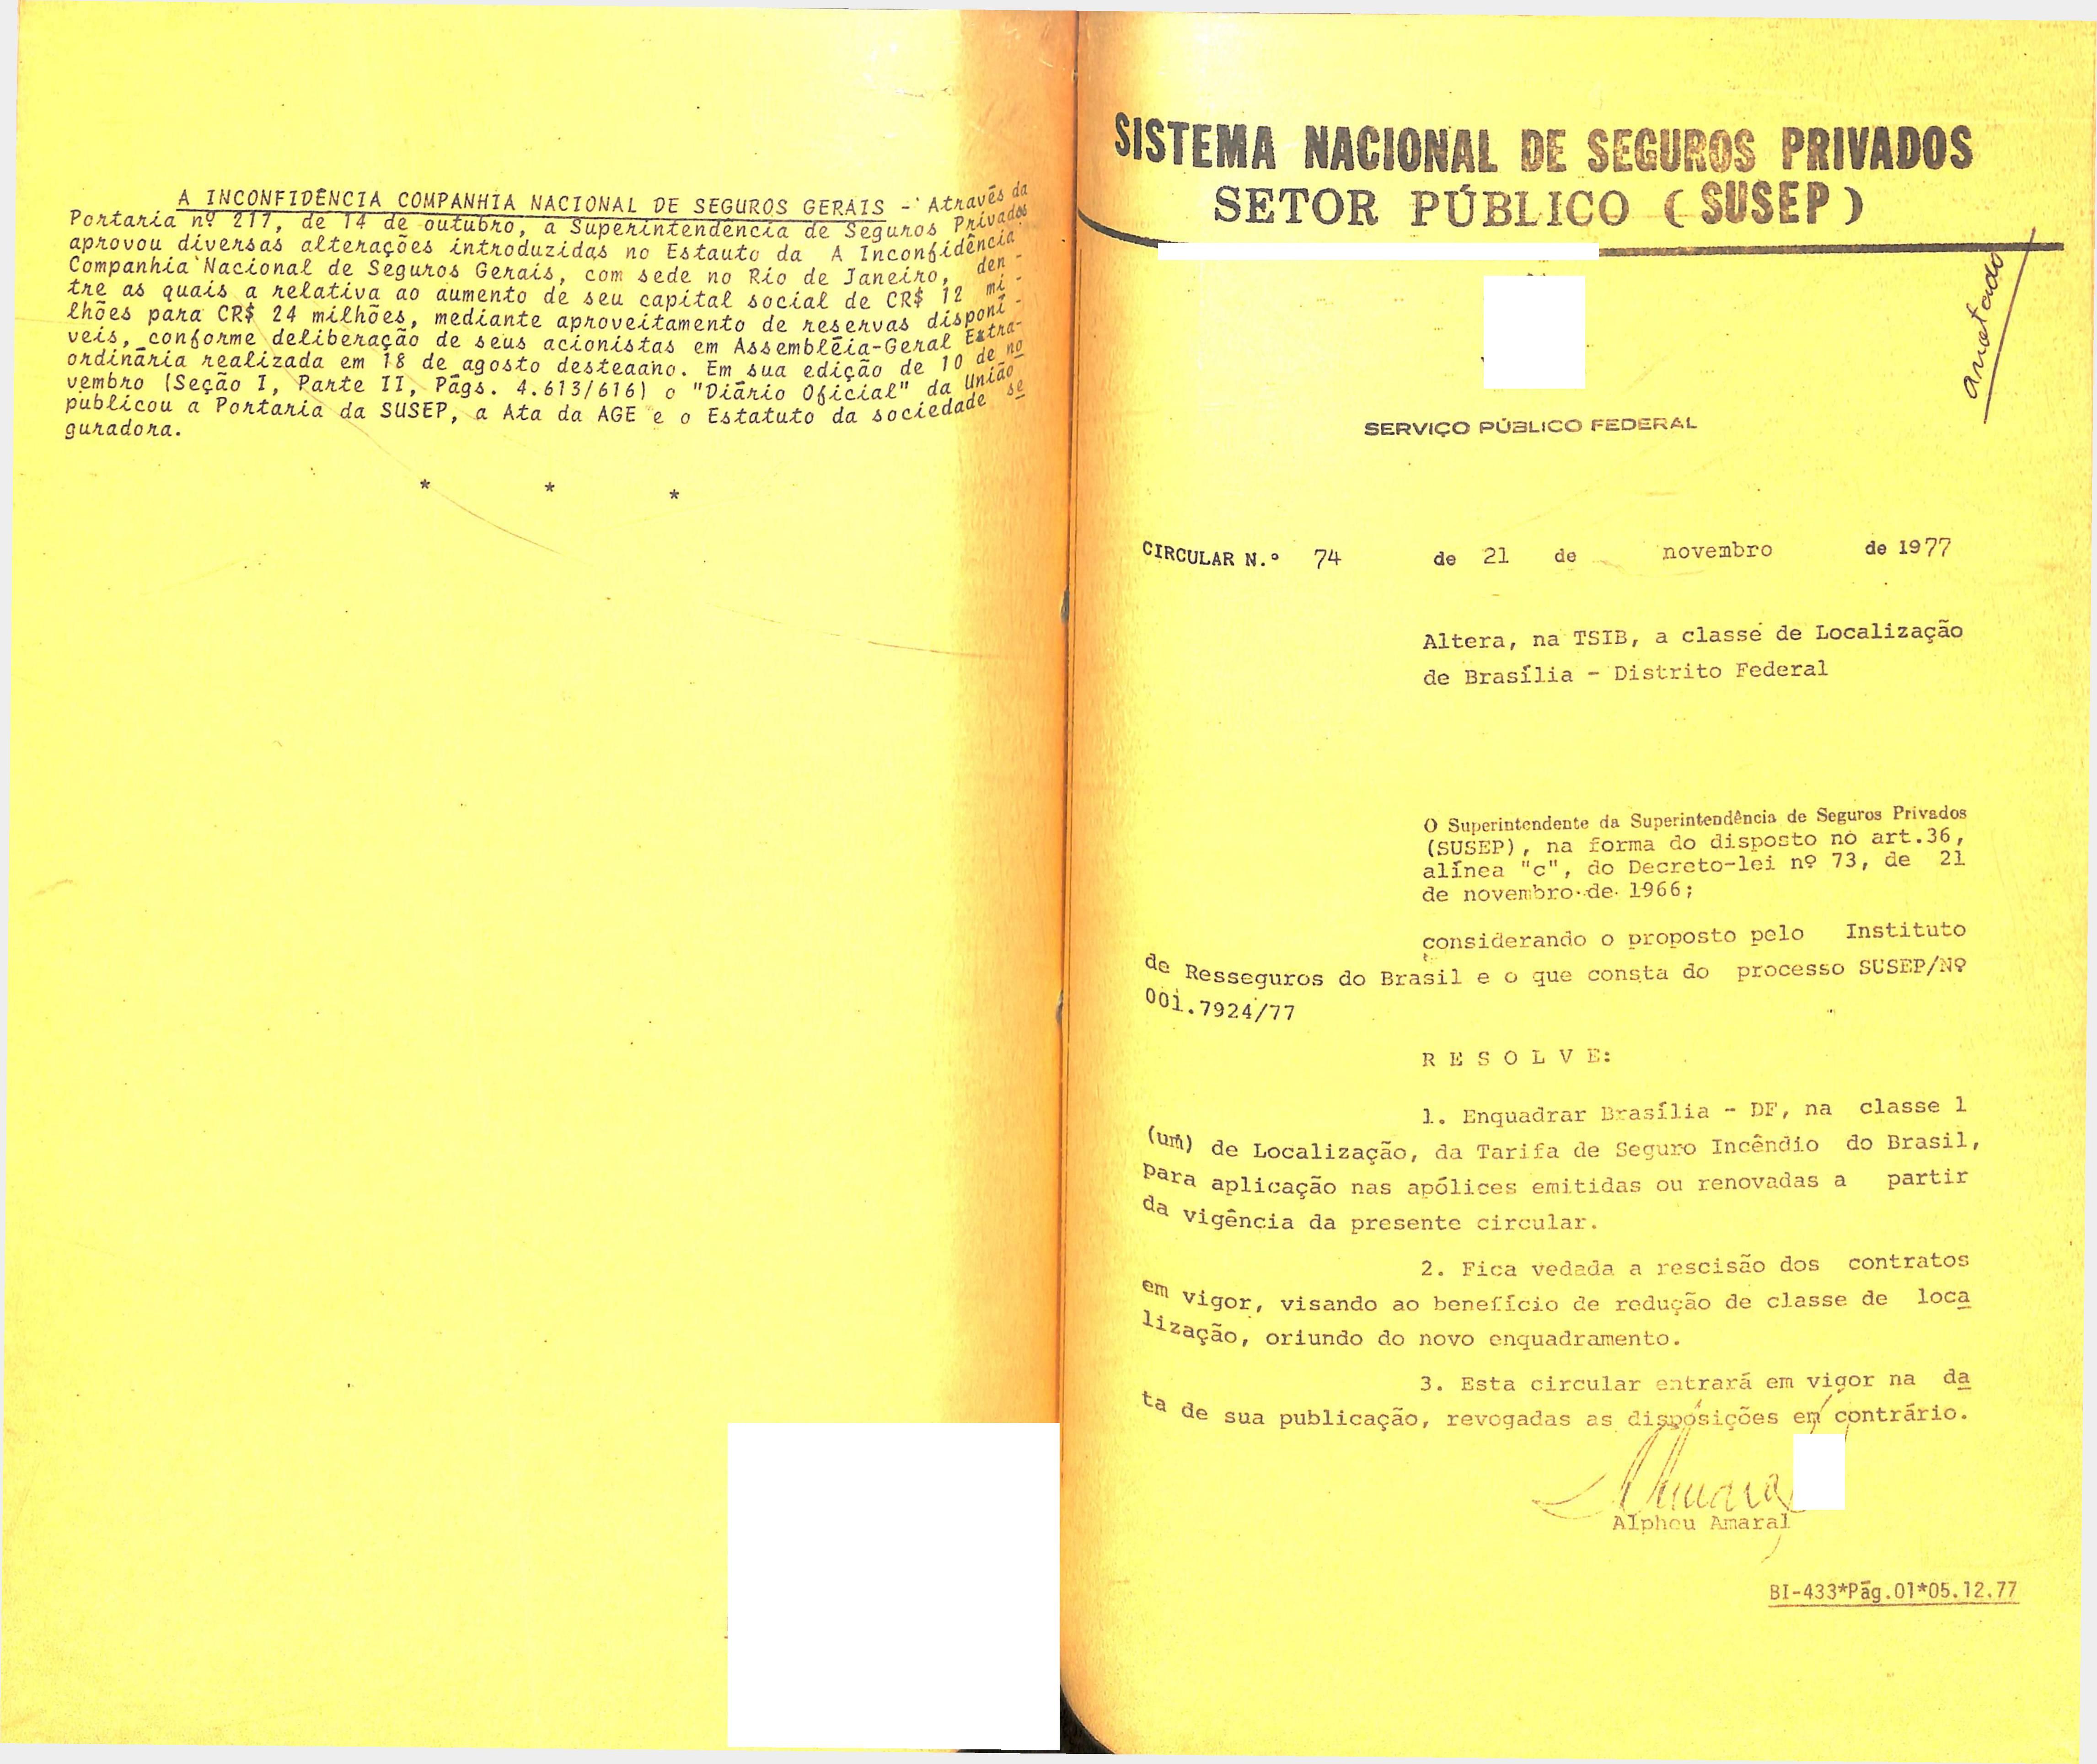 A INCONFIDÊNCIA COMPANHIA NACIONAL DE SEGUROS GERAIS - Através da
Portaria nº 217, de 14 de outubro, a Superintendência de Seguros Privados
aprovou diversas alterações introduzidas no Estauto da A Inconfidência
Companhia Nacional de Seguros Gerais, com sede no Rio de Janeiro, den -
tre as quais a relativa ao aumento de seu capital social de CR$ 12 mi -
lhões para CR$ 24 milhões, mediante aproveitamento de reservas disponí -
veis, conforme deliberação de seus acionistas em Assembléia-Geral Extra-
ordinária realizada em 18 de agosto desteaano. Em sua edição de 10 de no
vembro (Seção I, Parte II, Págs. 4.613/616) o "Diário Oficial" da União
publicou a Portaria da SUSEP, a Ata da AGE e o Estatuto da sociedade se
guradora.
* * *
SISTEMA NACIONAL DE SEGUROS PRIVADOS
SETOR PÚBLICO (SUSEP)
anotado
SERVIÇO PÚBLICO FEDERAL
CIRCULAR N.º 74 de 21 de novembro de 1977
Altera, na TSIB, a classe de Localização
de Brasília - Distrito Federal
O Superintendente da Superintendência de Seguros Privados
(SUSEP), na forma do disposto no art.36,
alínea "c", do Decreto-lei nº 73, de 21
de novembro de 1966;
considerando o proposto pelo Instituto
de Resseguros do Brasil e o que consta do processo SUSEP/Nº
001.7924/77
R E S O L V E:
1. Enquadrar Brasília - DF, na classe 1
(um) de Localização, da Tarifa de Seguro Incêndio do Brasil,
para aplicação nas apólices emitidas ou renovadas a partir
da vigência da presente circular.
2. Fica vedada a rescisão dos contratos
em vigor, visando ao benefício de redução de classe de loca
lização, oriundo do novo enquadramento.
3. Esta circular entrará em vigor na da
ta de sua publicação, revogadas as disposições em contrário.
Alpheu Amaral
BI-433*Pág.01*05.12.77